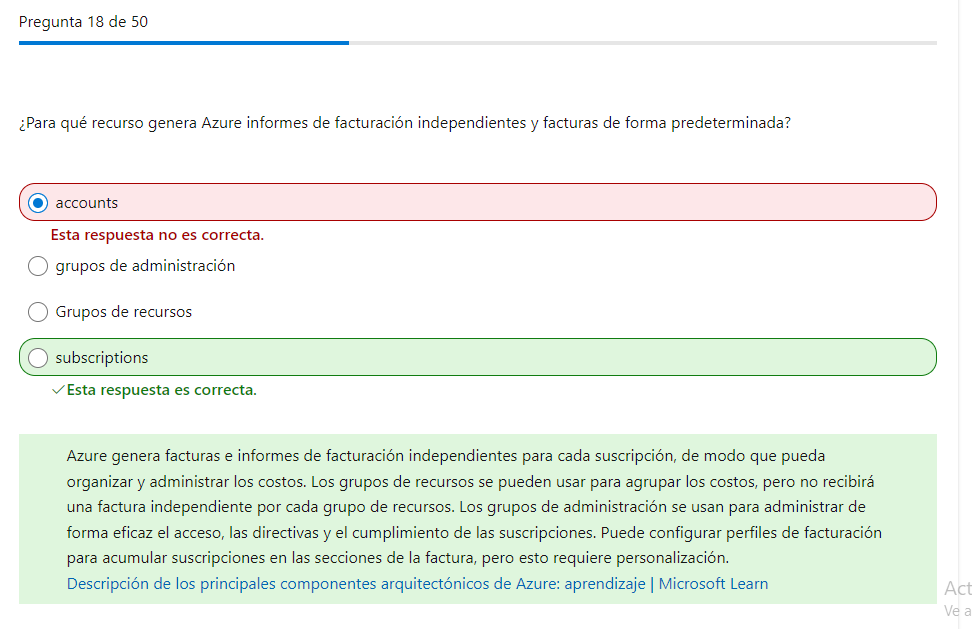 Pregunta 18 de 50
¿Para qué recurso genera Azure informes de facturación independientes y facturas de forma predeterminada?
accounts
Esta respuesta no es correcta.
grupos de administración
Grupos de recursos
subscriptions
Esta respuesta es correcta.
Azure genera facturas e informes de facturación independientes para cada suscripción, de modo que pueda
organizar y administrar los costos. Los grupos de recursos se pueden usar para agrupar los costos, pero no recibirá
una factura independiente por cada grupo de recursos. Los grupos de administración se usan para administrar de
forma eficaz el acceso, las directivas y el cumplimiento de las suscripciones. Puede configurar perfiles de facturación
para acumular suscripciones en las secciones de la factura, pero esto requiere personalización.
Descripción de los principales componentes arquitectónicos de Azure: aprendizaje | Microsoft Learn
Act
Ve a